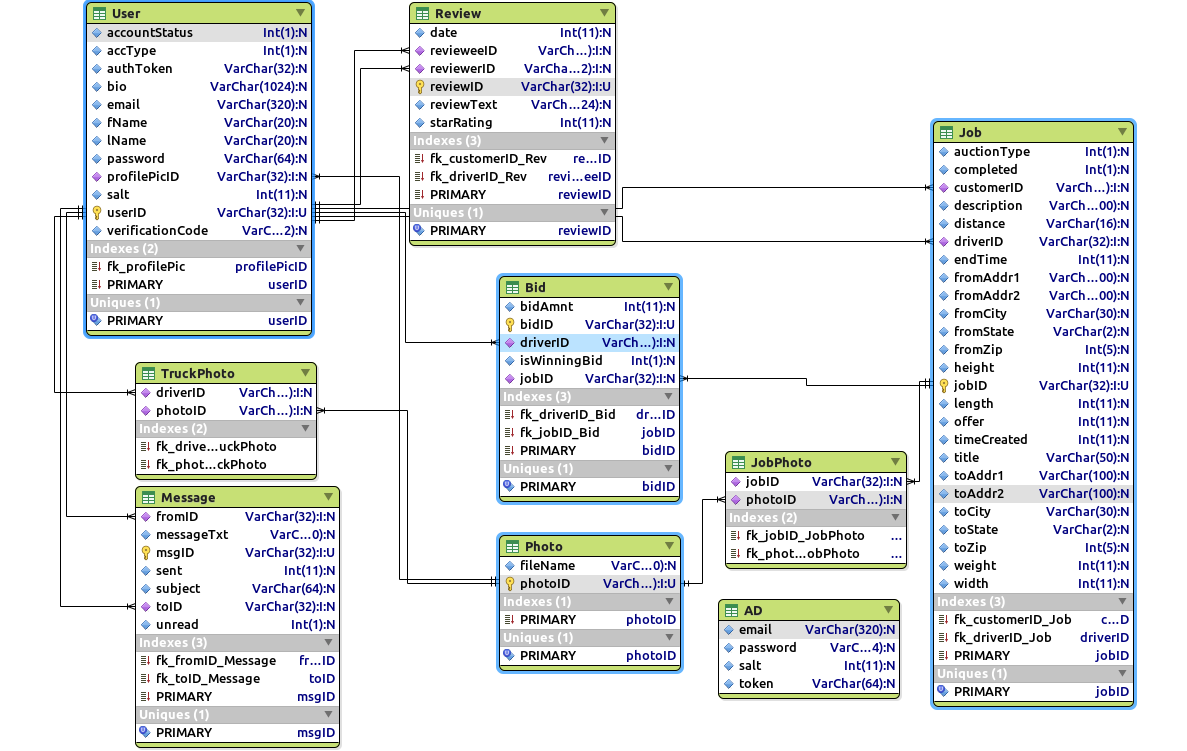 User
accountStatus Int(1):N
accType Int(1):N
authToken VarChar(32):N
bio VarChar(1024):N
email VarChar(320):N
fName VarChar(20):N
lName VarChar(20):N
password VarChar(64):N
profilePicID VarChar(32):I:N
salt Int(11):N
userID VarChar(32):I:U
verificationCode VarC...2):N
Indexes (2)
fk_profilePic profilePicID
PRIMARY userID
Uniques (1)
PRIMARY userID
Review
date Int(11):N
revieweeID VarCh...):I:N
reviewerID VarCha...2):I:N
reviewID VarChar(32):I:U
reviewText VarCh...24):N
starRating Int(11):N
Indexes (3)
fk_customerID_Rev re...ID
fk_driverID_Rev revi...eeID
PRIMARY reviewID
Uniques (1)
PRIMARY reviewID
Job
auctionType Int(1):N
completed Int(1):N
customerID VarCh...):I:N
description VarCh...00):N
distance VarChar(16):N
driverID VarChar(32):I:N
endTime Int(11):N
fromAddr1 VarCh...00):N
fromAddr2 VarCh...00):N
fromCity VarChar(30):N
fromState VarChar(2):N
fromZip Int(5):N
height Int(11):N
jobID VarChar(32):I:U
length Int(11):N
offer Int(11):N
timeCreated Int(11):N
title VarChar(50):N
toAddr1 VarChar(100):N
toAddr2 VarChar(100):N
toCity VarChar(30):N
toState VarChar(2):N
toZip Int(5):N
weight Int(11):N
width Int(11):N
Indexes (3)
fk_customerID_Job c...D
fk_driverID_Job driverID
PRIMARY jobID
Uniques (1)
PRIMARY jobID
Bid
bidAmnt Int(11):N
bidID VarChar(32):I:U
driverID VarCh...):I:N
isWinningBid Int(1):N
jobID VarChar(32):I:N
Indexes (3)
fk_driverID_Bid dr...ID
fk_jobID_Bid jobID
PRIMARY bidID
Uniques (1)
PRIMARY bidID
TruckPhoto
driverID VarCh...):I:N
photoID VarCh...):I:N
Indexes (2)
fk_drive...uckPhoto
fk_phot...ckPhoto
Message
fromID VarChar(32):I:N
messageTxt VarC...0):N
msgID VarChar(32):I:U
sent Int(11):N
subject VarChar(64):N
toID VarChar(32):I:N
unread Int(1):N
Indexes (3)
fk_fromID_Message fr...ID
fk_toID_Message toID
PRIMARY msgID
Uniques (1)
PRIMARY msgID
Photo
fileName VarC...0):N
photoID VarCh...):I:U
Indexes (1)
PRIMARY photoID
Uniques (1)
PRIMARY photoID
JobPhoto
jobID VarChar(32):I:N
photoID VarCh...):I:N
Indexes (2)
fk_jobID_JobPhoto ...
fk_phot...obPhoto ...
AD
email VarChar(320):N
password VarC...4):N
salt Int(11):N
token VarChar(64):N